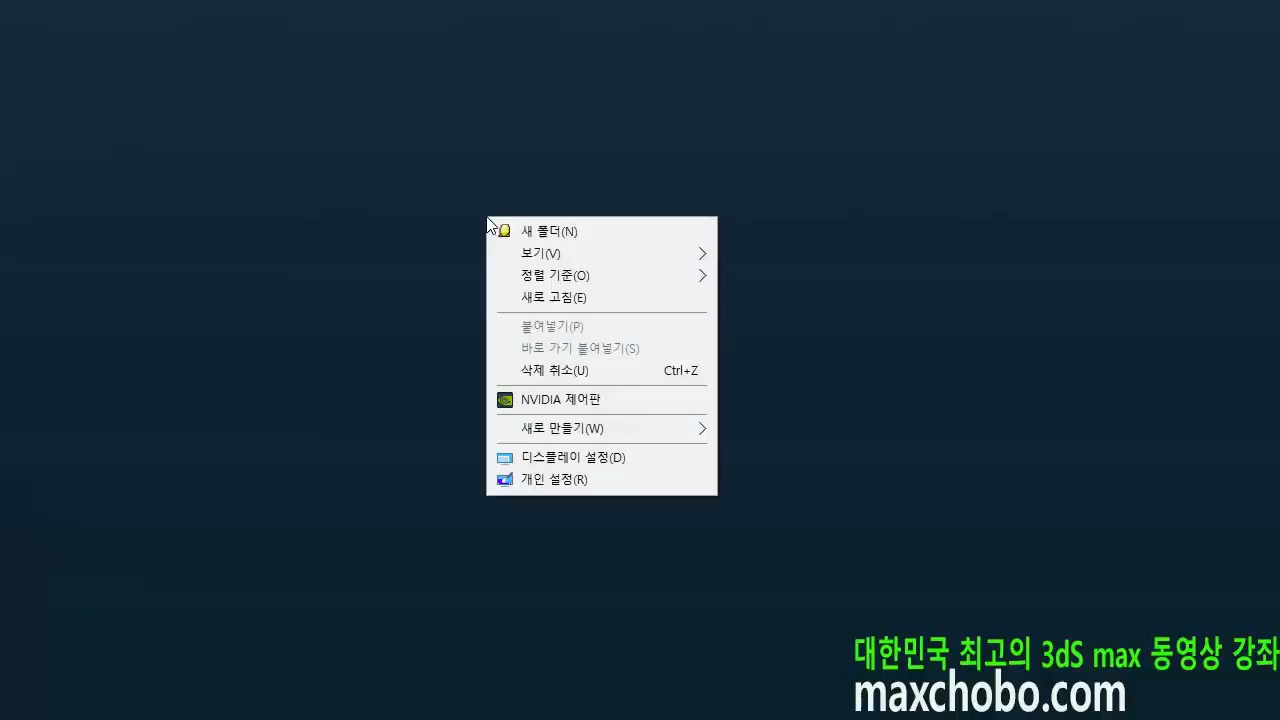 새 폴더(N)
보기(V)
정렬 기준(O)
새로 고침(E)
붙여넣기(P)
바로 가기 붙여넣기(S)
삭제 취소(U) Ctrl+Z
NVIDIA 제어판
새로 만들기(W)
디스플레이 설정(D)
개인 설정(R)
대한민국 최고의 3dS max 동영상 강좌
maxchobo.com